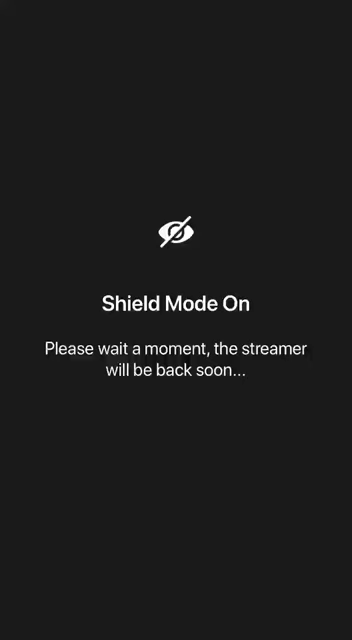 Shield Mode On
Please wait a moment, the streamer
will be back soon...